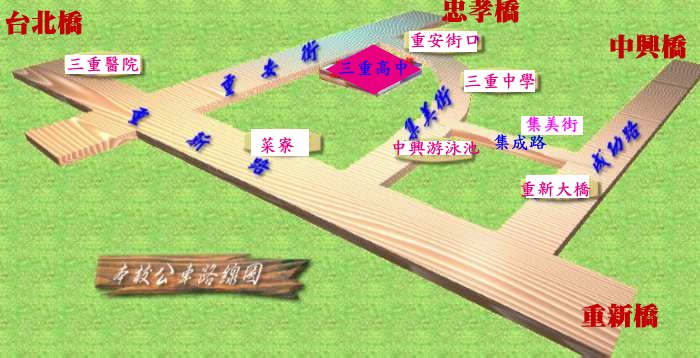 台北橋
忠孝橋
中興橋
三重醫院
重安街
三重高中
重安街口
三重中學
集美街
重新路
菜寮
中興游泳池
集成路
集美街
成功路
重新大橋
本校公車路線圖
重新橋